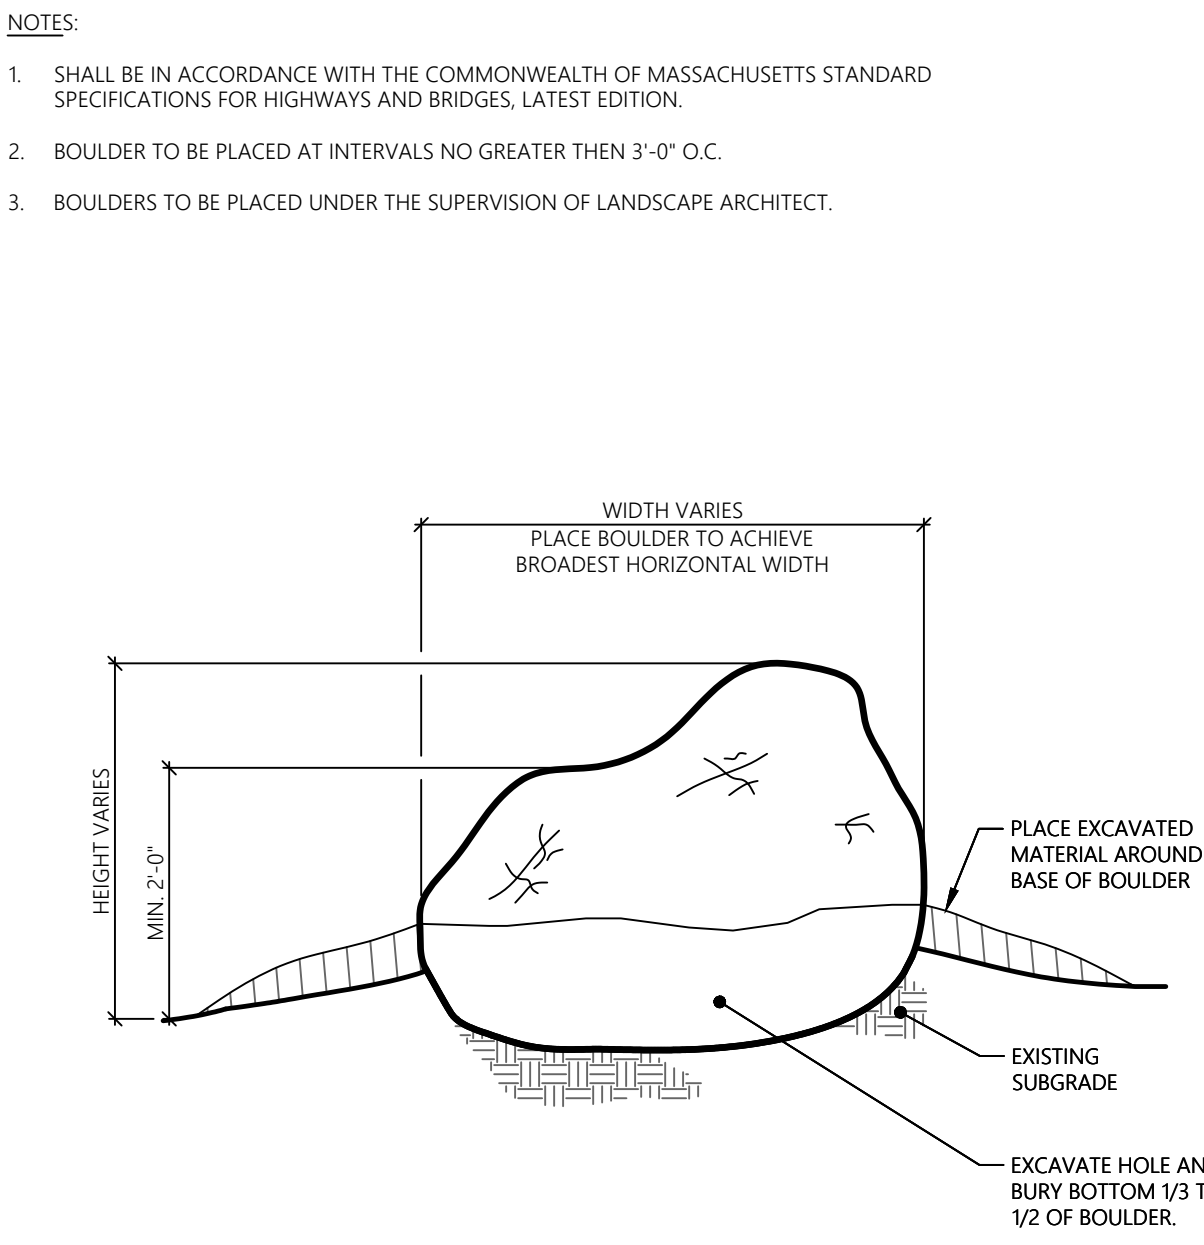 NOTES:
1. SHALL BE IN ACCORDANCE WITH THE COMMONWEALTH OF MASSACHUSETTS STANDARD
SPECIFICATIONS FOR HIGHWAYS AND BRIDGES, LATEST EDITION.
2. BOULDER TO BE PLACED AT INTERVALS NO GREATER THEN 3'-0" O.C.
3. BOULDERS TO BE PLACED UNDER THE SUPERVISION OF LANDSCAPE ARCHITECT.
WIDTH VARIES
PLACE BOULDER TO ACHIEVE
BROADEST HORIZONTAL WIDTH
HEIGHT VARIES
MIN. 2'-0"
PLACE EXCAVATED
MATERIAL AROUND
BASE OF BOULDER
EXISTING
SUBGRADE
EXCAVATE HOLE AN
BURY BOTTOM 1/3 T
1/2 OF BOULDER.